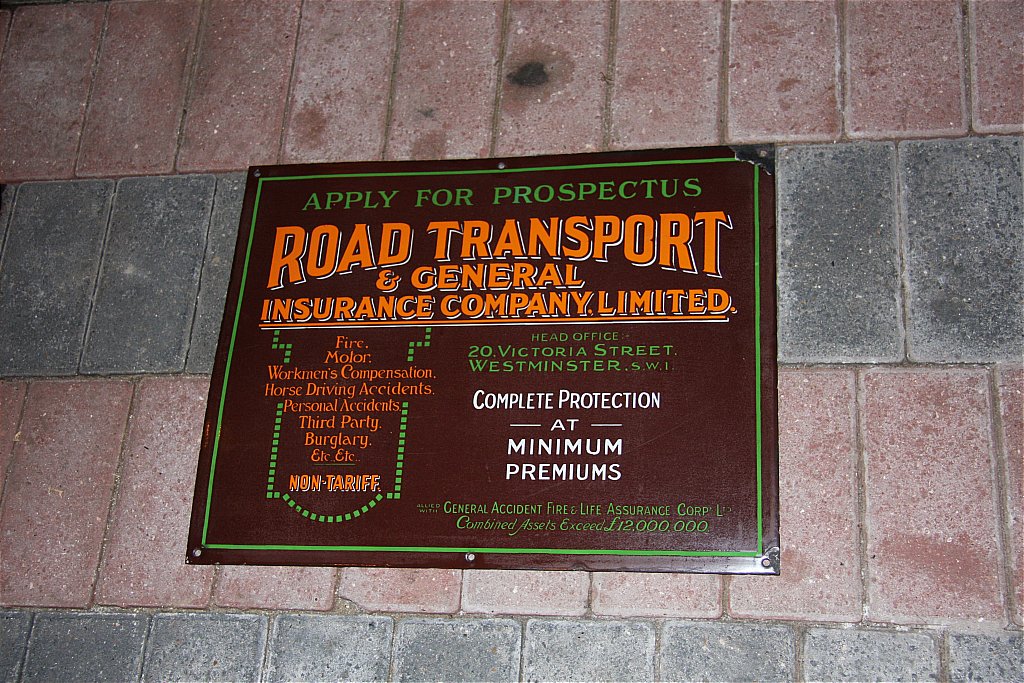 APPLY FOR PROSPECTUS
ROAD TRANSPORT
& GENERAL
INSURANCE COMPANY, LIMITED.
Fire.
Motor.
Workmen's Compensation.
Horse Driving Accidents.
Personal Accidents.
Third Party.
Burglary.
Etc. Etc.
NON-TARIFF.
HEAD OFFICE:-
20, VICTORIA STREET,
WESTMINSTER, S.W.1.
COMPLETE PROTECTION
— AT —
MINIMUM
PREMIUMS
ALLIED WITH GENERAL ACCIDENT FIRE & LIFE ASSURANCE CORPN LTD
Combined Assets Exceed £12,000,000.